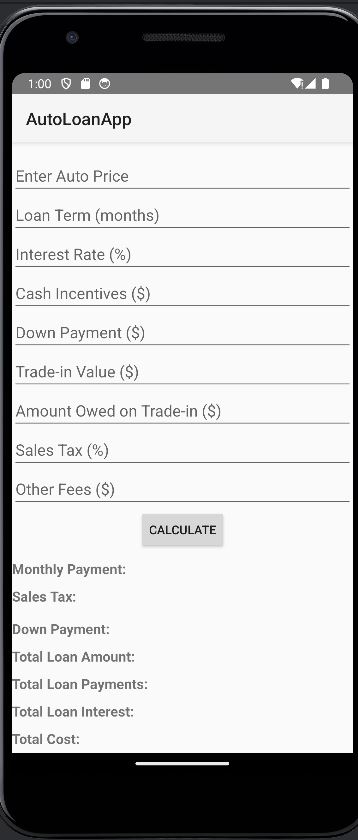 1:00
AutoLoanApp
Enter Auto Price
Loan Term (months)
Interest Rate (%)
Cash Incentives ($)
Down Payment ($)
Trade-in Value ($)
Amount Owed on Trade-in ($)
Sales Tax (%)
Other Fees ($)
CALCULATE
Monthly Payment:
Sales Tax:
Down Payment:
Total Loan Amount:
Total Loan Payments:
Total Loan Interest:
Total Cost: